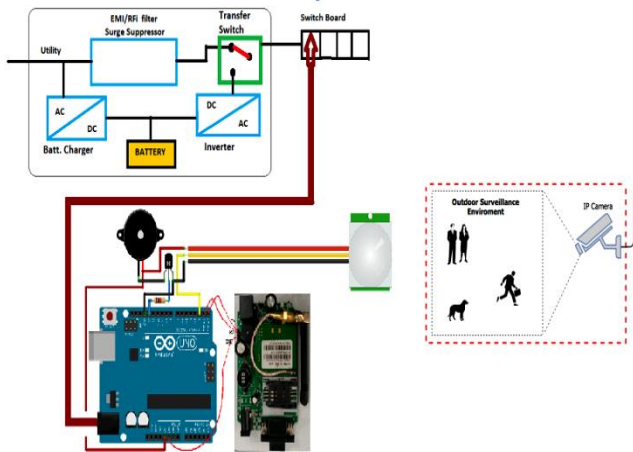 EMI/RFi filter
Surge Suppressor
Transfer
Switch
Switch Board
Utility
AC
DC
Batt. Charger
BATTERY
DC
AC
Inverter
Outdoor Surveillance
Enviroment
IP Camera
UNO